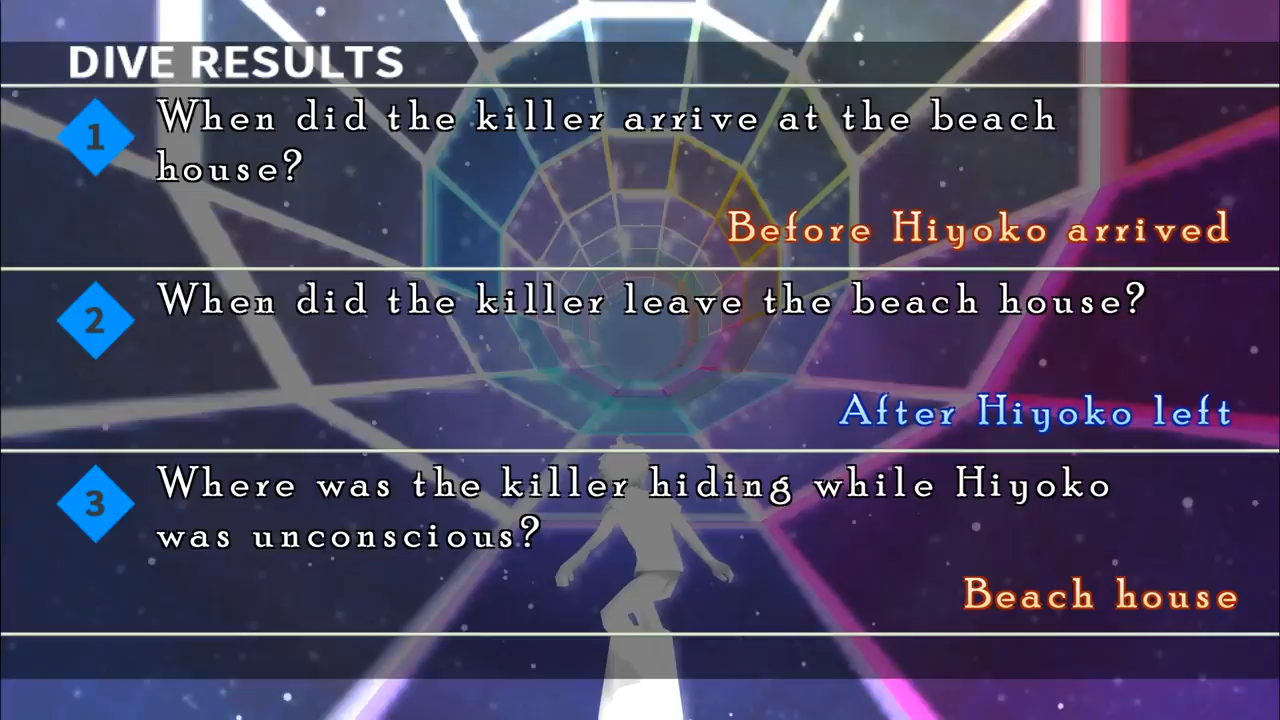 DIVE RESULTS
1
When did the killer arrive at the beach
house?
Before Hiyoko arrived
2
When did the killer leave the beach house?
After Hiyoko left
3
Where was the killer hiding while Hiyoko
was unconscious?
Beach house